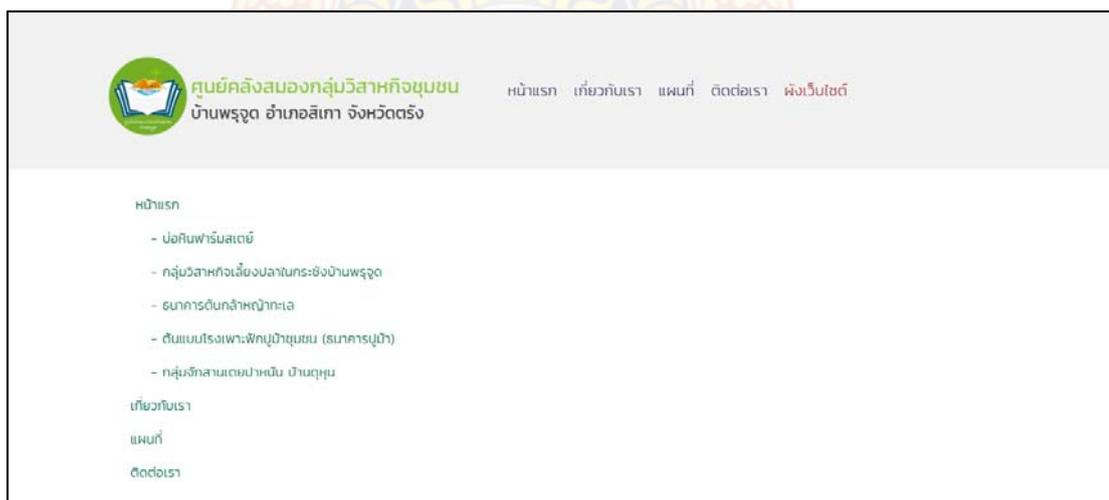 ศูนย์คลังสมองกลุ่มวิสาหกิจชุมชน
บ้านพรุจูด อำเภอสิเกา จังหวัดตรัง
หน้าแรก เกี่ยวกับเรา แผนที่ ติดต่อเรา ผังเว็บไซต์
หน้าแรก
- บ่อหินฟาร์มสเตย์
- กลุ่มวิสาหกิจเลี้ยงปลาในกระชังบ้านพรุจูด
- ธนาคารต้นกล้าหญ้าทะเล
- ต้นแบบโรงเพาะฟักปูม้าชุมชน (ธนาคารปูม้า)
- กลุ่มจักสานเตยปาหนัน บ้านดุหุน
เกี่ยวกับเรา
แผนที่
ติดต่อเรา